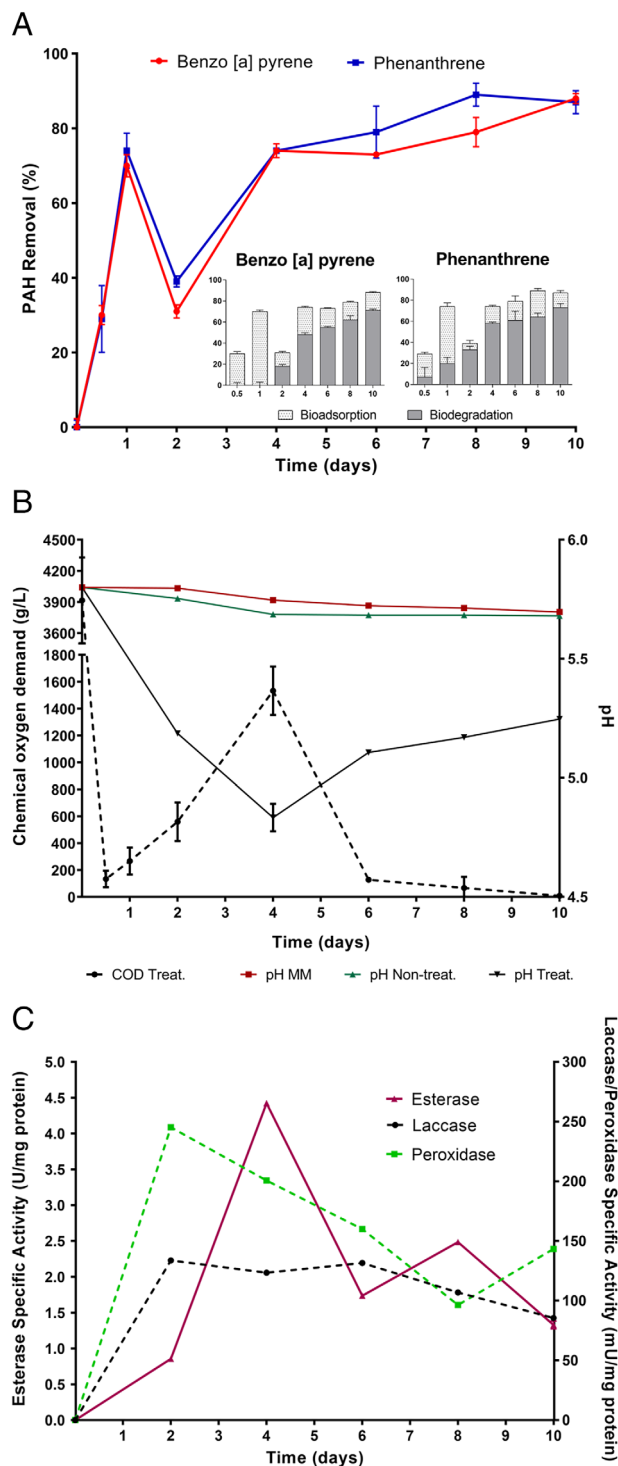 A
Benzo [a] pyrene
Phenanthrene
PAH Removal (%)
100
80
60
40
20
0
Benzo [a] pyrene
Phenanthrene
100
80
60
40
20
0
100
80
60
40
20
0
0.5 1 2 4 6 8 10
0.5 1 2 4 6 8 10
Bioadsorption
Biodegradation
1 2 3 4 5 6 7 8 9 10
Time (days)
B
Chemical oxygen demand (g/L)
4500
4200
3900
3600
1800
1600
1400
1200
1000
800
600
400
200
0
6.0
5.5
5.0
4.5
pH
1 2 3 4 5 6 7 8 9 10
Time (days)
COD Treat.
pH MM
pH Non-treat.
pH Treat.
C
Esterase Specific Activity (U/mg protein)
5.0
4.5
4.0
3.5
3.0
2.5
2.0
1.5
1.0
0.5
0.0
Esterase
Laccase
Peroxidase
300
250
200
150
100
50
0
Laccase/Peroxidase Specific Activity (mU/mg protein)
1 2 3 4 5 6 7 8 9 10
Time (days)